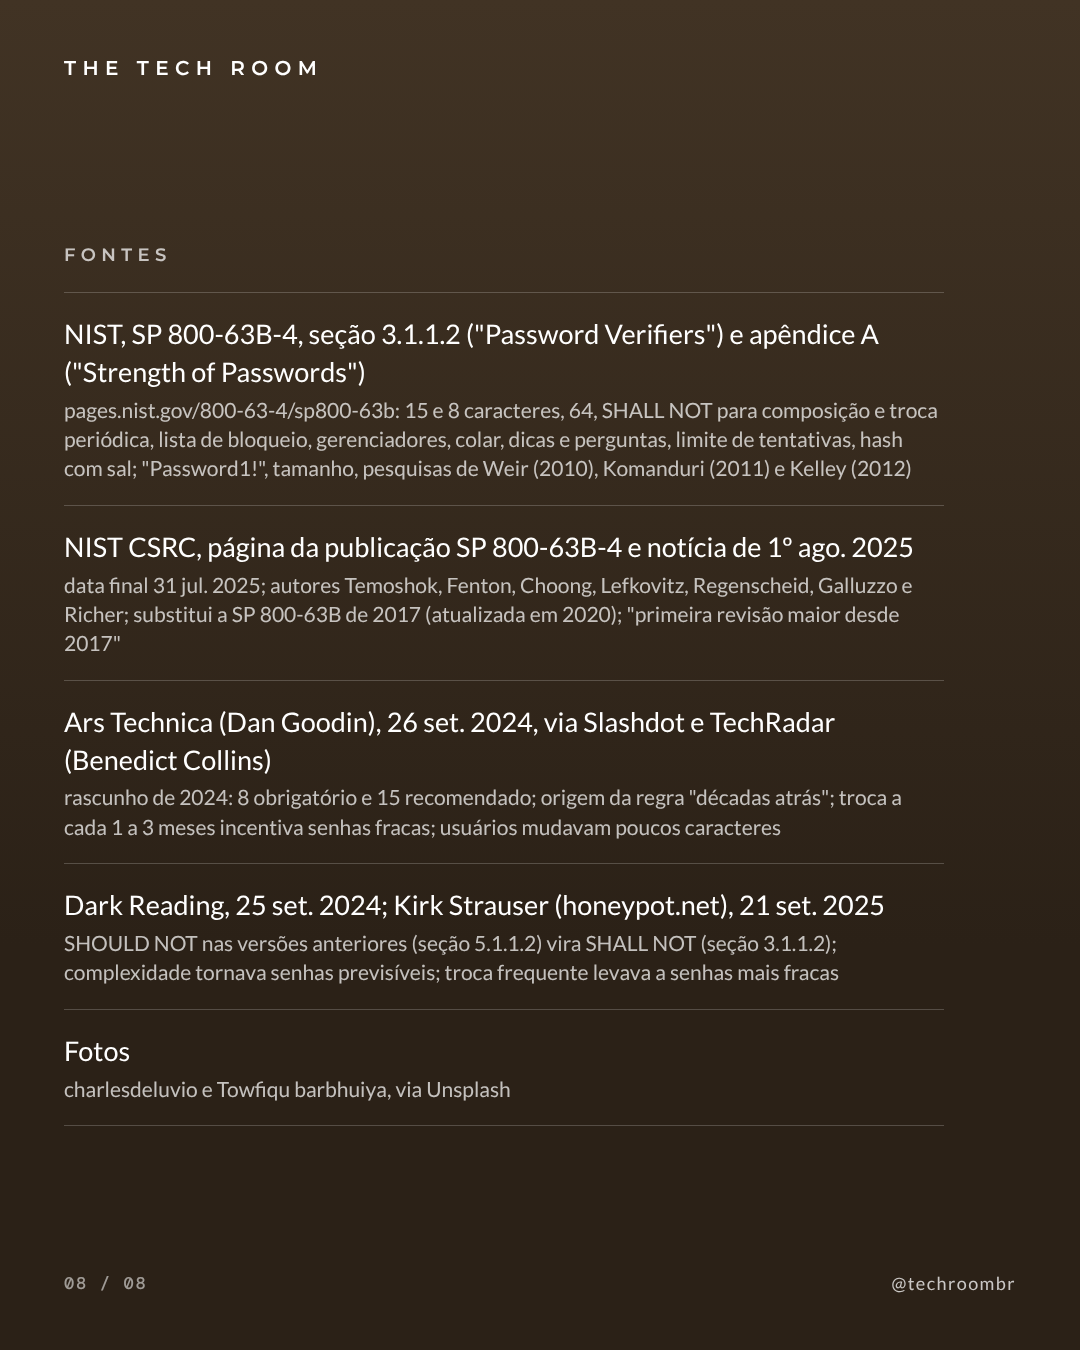 THE TECH ROOM
FONTES
NIST, SP 800-63B-4, seção 3.1.1.2 ("Password Verifiers") e apêndice A
("Strength of Passwords")
pages.nist.gov/800-63-4/sp800-63b: 15 e 8 caracteres, 64, SHALL NOT para composição e troca
periódica, lista de bloqueio, gerenciadores, colar, dicas e perguntas, limite de tentativas, hash
com sal; "Password1!", tamanho, pesquisas de Weir (2010), Komanduri (2011) e Kelley (2012)
NIST CSRC, página da publicação SP 800-63B-4 e notícia de 1º ago. 2025
data final 31 jul. 2025; autores Temoshok, Fenton, Choong, Lefkovitz, Regenscheid, Galluzzo e
Richer; substitui a SP 800-63B de 2017 (atualizada em 2020); "primeira revisão maior desde
2017"
Ars Technica (Dan Goodin), 26 set. 2024, via Slashdot e TechRadar
(Benedict Collins)
rascunho de 2024: 8 obrigatório e 15 recomendado; origem da regra "décadas atrás"; troca a
cada 1 a 3 meses incentiva senhas fracas; usuários mudavam poucos caracteres
Dark Reading, 25 set. 2024; Kirk Strauser (honeypot.net), 21 set. 2025
SHOULD NOT nas versões anteriores (seção 5.1.1.2) vira SHALL NOT (seção 3.1.1.2);
complexidade tornava senhas previsíveis; troca frequente levava a senhas mais fracas
Fotos
charlesdeluvio e Towfiqu barbhuiya, via Unsplash
08 / 08
@techroombr